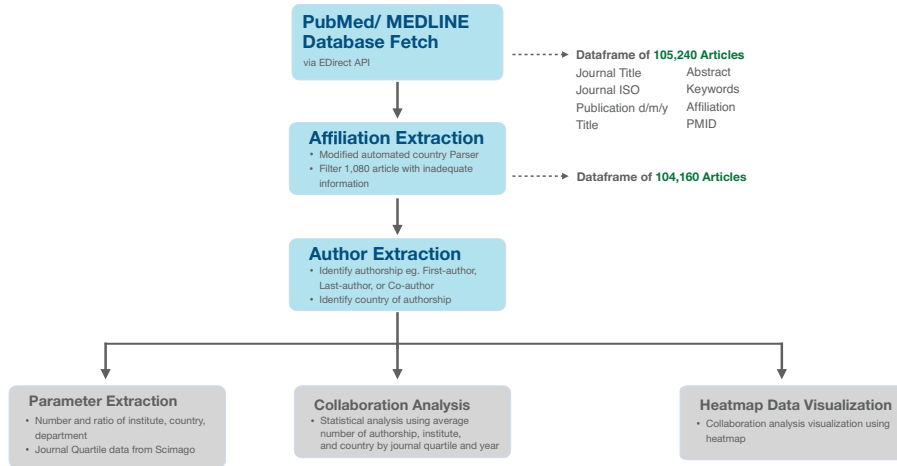 PubMed/ MEDLINE
Database Fetch
via EDirect API
Dataframe of 105,240 Articles
Journal Title
Abstract
Journal ISO
Keywords
Publication d/m/y
Affiliation
Title
PMID
Affiliation Extraction
• Modified automated country Parser
• Filter 1,080 article with inadequate
information
Dataframe of 104,160 Articles
Author Extraction
• Identify authorship eg. First-author,
Last-author, or Co-author
• Identify country of authorship
Parameter Extraction
• Number and ratio of institute, country,
department
• Journal Quartile data from Scimago
Collaboration Analysis
• Statistical analysis using average
number of authorship, institute,
and country by journal quartile and year
Heatmap Data Visualization
• Collaboration analysis visualization using
heatmap